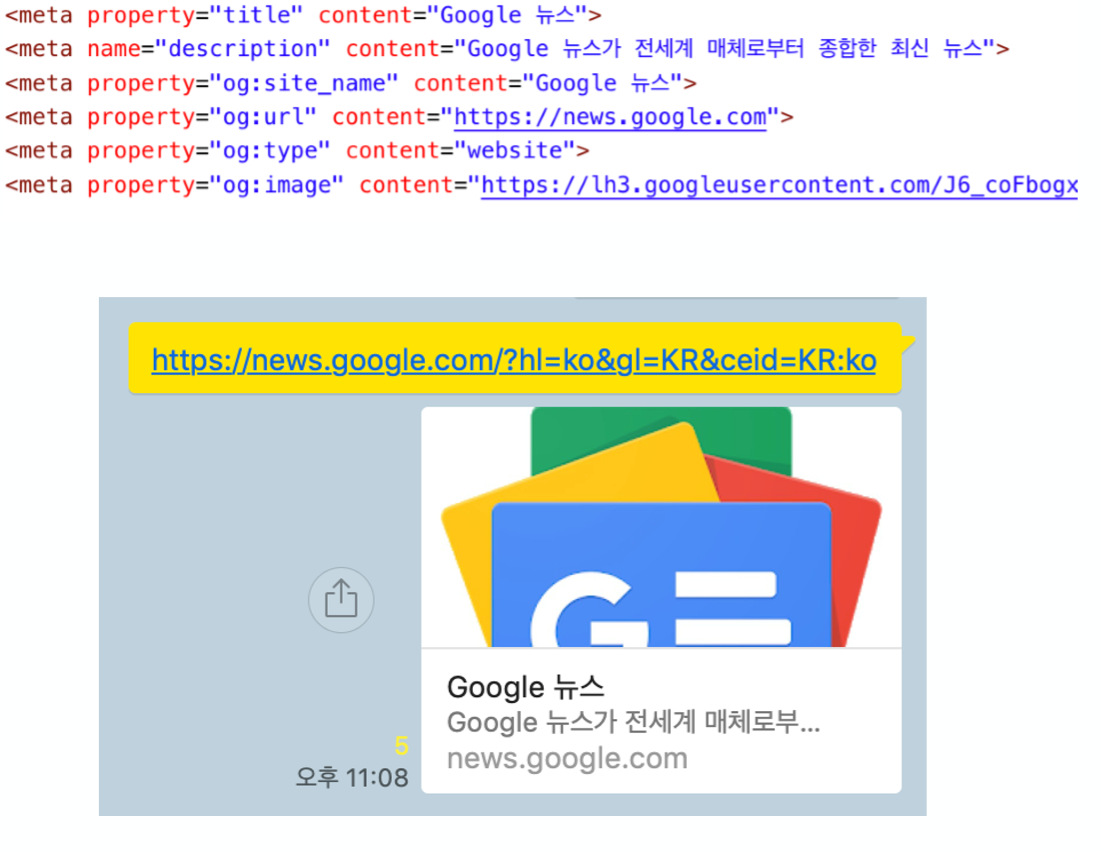 <meta property="title" content="Google 뉴스">
<meta name="description" content="Google 뉴스가 전세계 매체로부터 종합한 최신 뉴스">
<meta property="og:site_name" content="Google 뉴스">
<meta property="og:url" content="https://news.google.com">
<meta property="og:type" content="website">
<meta property="og:image" content="https://lh3.googleusercontent.com/J6_coFbogx
https://news.google.com/?hl=ko&gl=KR&ceid=KR:ko
G
Google 뉴스
Google 뉴스가 전세계 매체로부...
news.google.com
5
오후 11:08